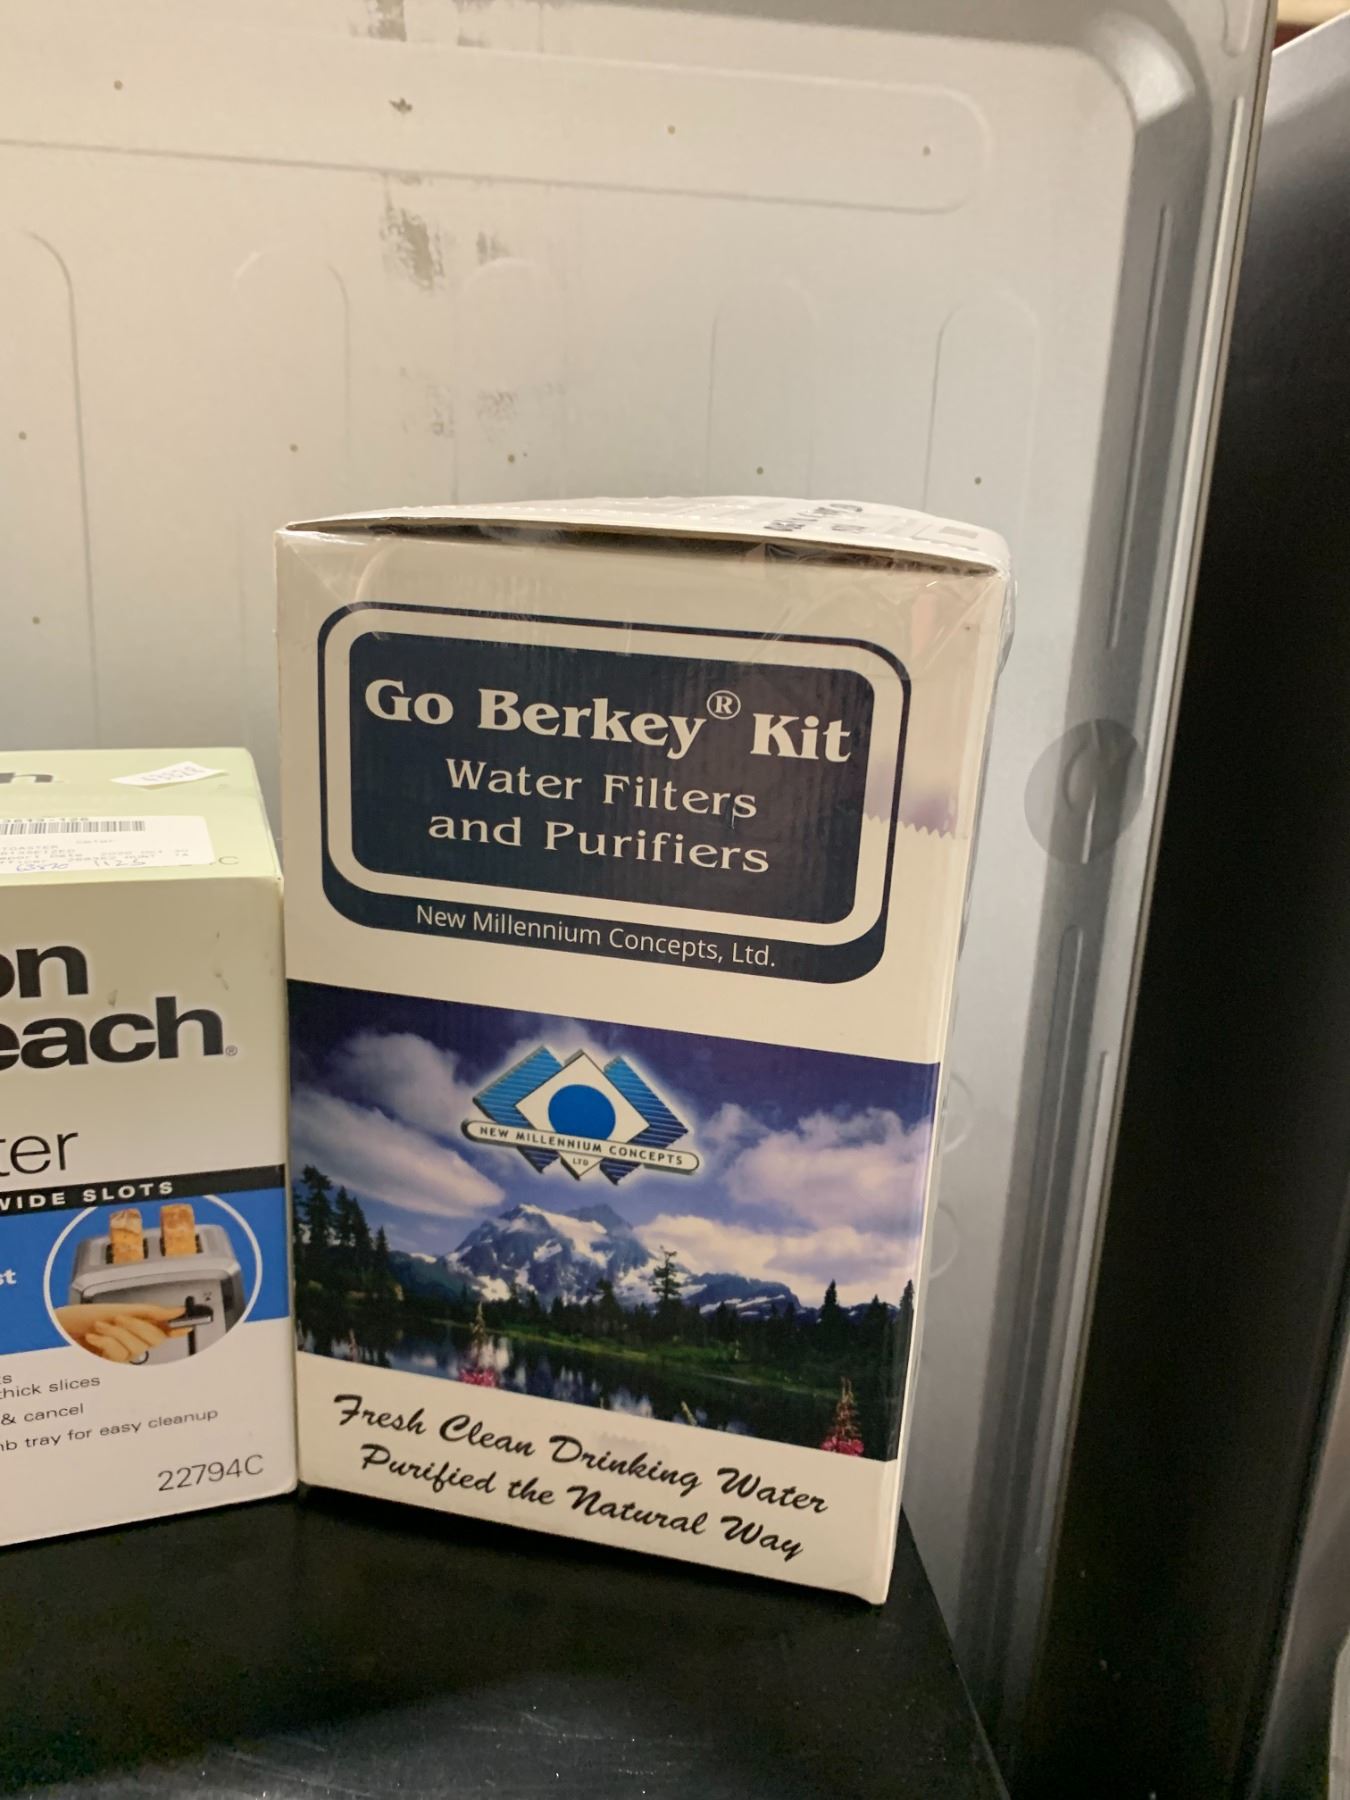 Go Berkey® Kit
Water Filters
and Purifiers
New Millennium Concepts, Ltd.
NEW MILLENNIUM CONCEPTS
LTD
Fresh Clean Drinking Water
Purified the Natural Way
on
each®
ter
WIDE SLOTS
st
thick slices
& cancel
tray for easy cleanup
22794C